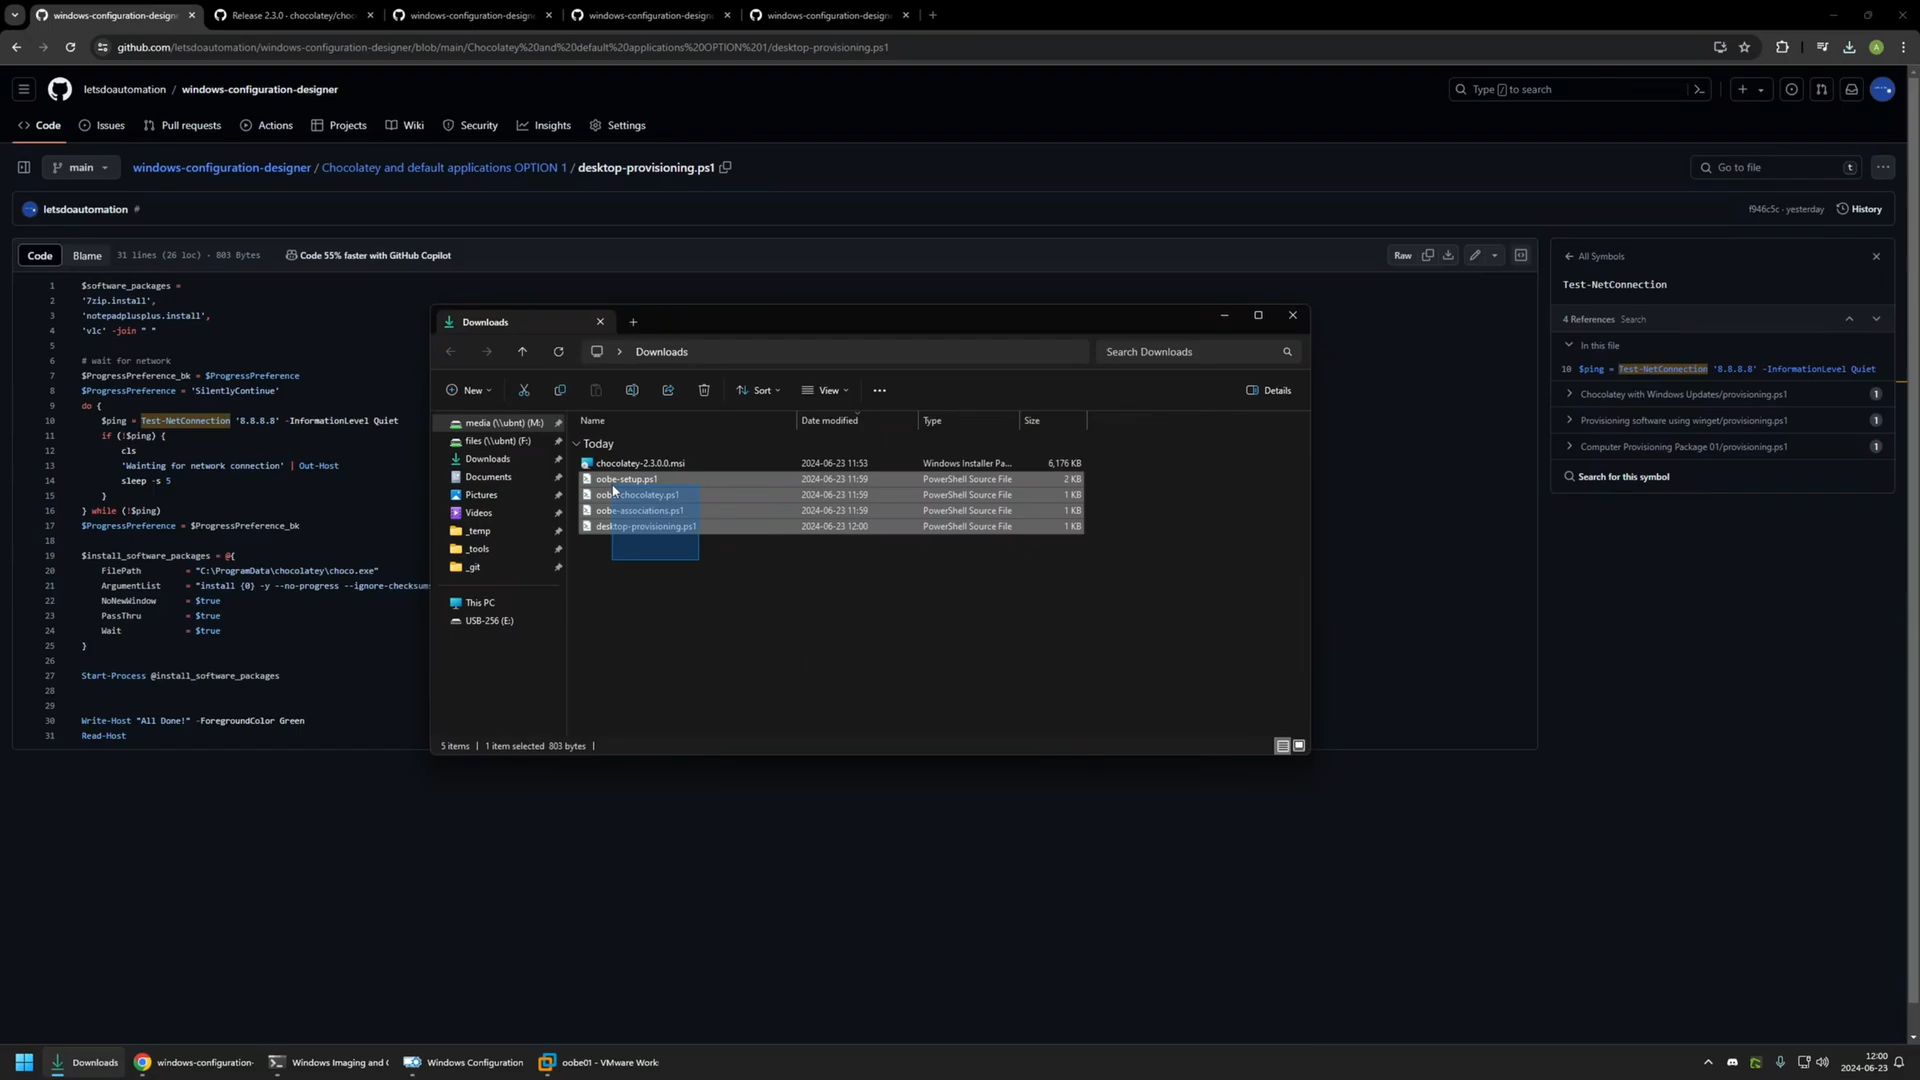 windows-configuration-designe
Release 2.3.0 · chocolatey/choc
windows-configuration-designe
windows-configuration-designe
windows-configuration-designe
github.com/letsdoautomation/windows-configuration-designer/blob/main/Chocolatey%20and%20default%20applications%20OPTION%201/desktop-provisioning.ps1
letsdoautomation / windows-configuration-designer
Type / to search
Code
Issues
Pull requests
Actions
Projects
Wiki
Security
Insights
Settings
main
windows-configuration-designer / Chocolatey and default applications OPTION 1 / desktop-provisioning.ps1
Go to file
t
letsdoautomation #
f946c5c · yesterday
History
Code
Blame
31 lines (26 loc) · 803 Bytes
Code 55% faster with GitHub Copilot
Raw
All Symbols
Test-NetConnection
4 References Search
In this file
10 $ping = Test-NetConnection '8.8.8.8' -InformationLevel Quiet
Chocolatey with Windows Updates/provisioning.ps1 1
Provisioning software using winget/provisioning.ps1 1
Computer Provisioning Package 01/provisioning.ps1 1
Search for this symbol
1 $software_packages =
2 '7zip.install',
3 'notepadplusplus.install',
4 'vlc' -join " "
5
6 # wait for network
7 $ProgressPreference_bk = $ProgressPreference
8 $ProgressPreference = 'SilentlyContinue'
9 do {
10 $ping = Test-NetConnection '8.8.8.8' -InformationLevel Quiet
11 if (!$ping) {
12 cls
13 'Wainting for network connection' | Out-Host
14 sleep -s 5
15 }
16 } while (!$ping)
17 $ProgressPreference = $ProgressPreference_bk
18
19 $install_software_packages = @{
20 FilePath = "C:\ProgramData\chocolatey\choco.exe"
21 ArgumentList = "install {0} -y --no-progress --ignore-checksums
22 NoNewWindow = $true
23 PassThru = $true
24 Wait = $true
25 }
26
27 Start-Process @install_software_packages
28
29
30 Write-Host "All Done!" -ForegroundColor Green
31 Read-Host
Downloads
Downloads
Search Downloads
New
Sort
View
Details
Name
Date modified
Type
Size
media (\\ubnt) (M:)
files (\\ubnt) (F:)
Downloads
Documents
Pictures
Videos
_temp
_tools
_git
This PC
USB-256 (E:)
Today
chocolatey-2.3.0.0.msi 2024-06-23 11:53 Windows Installer Pa... 6,176 KB
oobe-setup.ps1 2024-06-23 11:59 PowerShell Source File 2 KB
oobe-chocolatey.ps1 2024-06-23 11:59 PowerShell Source File 1 KB
oobe-associations.ps1 2024-06-23 11:59 PowerShell Source File 1 KB
desktop-provisioning.ps1 2024-06-23 12:00 PowerShell Source File 1 KB
5 items
1 item selected 803 bytes
Downloads
windows-configuration-
Windows Imaging and C
Windows Configuration
oobe01 - VMware Work
12:00
2024-06-23